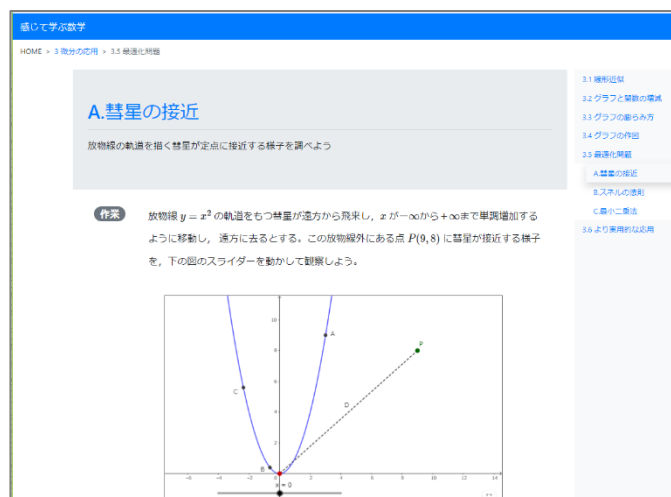 感じて学ぶ数学
HOME > 3 微分の応用 > 3.5 最適化問題
A.彗星の接近
放物線の軌道を描く彗星が定点に接近する様子を調べよう
作業
放物線 y = x² の軌道をもつ彗星が遠方から飛来し, x が−∞から+∞まで単調増加する
ように移動し, 遠方に去るとする。この放物線外にある点 P(9,8) に彗星が接近する様子
を, 下の図のスライダーを動かして観察しよう。
3.1 線形近似
3.2 グラフと関数の増減
3.3 グラフの膨らみ方
3.4 グラフの作図
3.5 最適化問題
A.彗星の接近
B.スネルの法則
C.最小二乗法
3.6 より実用的な応用
10
8
6
4
2
A
P
C
D
B
-6 -4 -2 0 2 4 6 8 10 12 14
x = 0